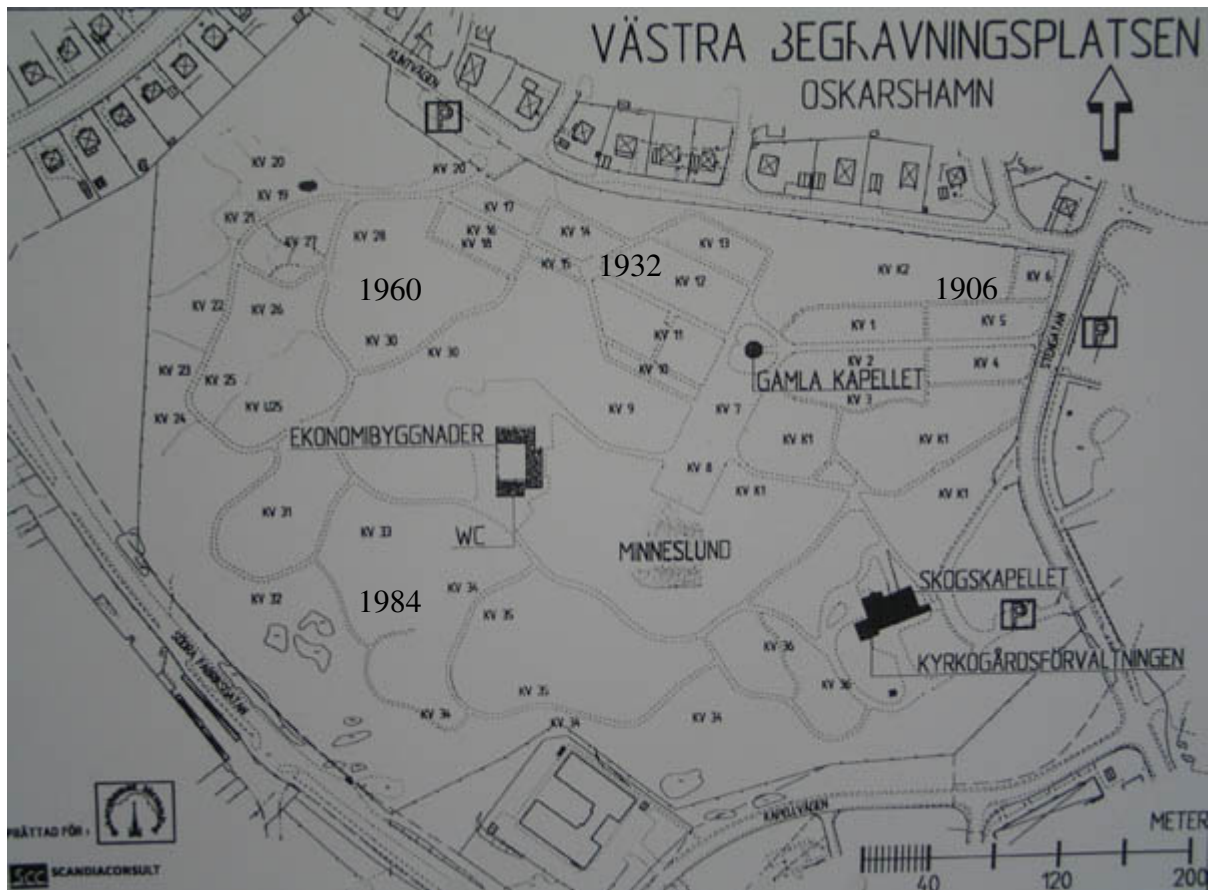 VÄSTRA BEGRAVNINGSPLATSEN
OSKARSHAMN
FLINTVÄGEN
P
KV 20
KV 20
KV 19
KV 21
KV 27
KV 28
KV 17
KV 16
KV 18
KV 14
KV 15
KV 13
KV 12
1932
1960
KV K2
1906
KV 6
KV 22
KV 26
KV 1
KV 5
KV 11
KV 30
KV 30
P
KV 2
KV 4
KV 10
GAMLA KAPELLET
KV 23
KV 25
KV 3
KV 24
KV U25
KV 9
KV 7
EKONOMIBYGGNADER
KV K1
KV K1
KV 8
KV K1
KV K1
KV 31
KV 33
WC
MINNESLUND
SKOGSKAPELLET
KV 32
1984
KV 34
KV 35
P
KV 36
KYRKOGÅRDSFÖRVALTNINGEN
KV 36
SÖDRA FABRIKSGATAN
KV 35
KV 34
KV 34
KV 34
KAPELLVÄGEN
METER
SCC SCANDIACONSULT
40 120 200